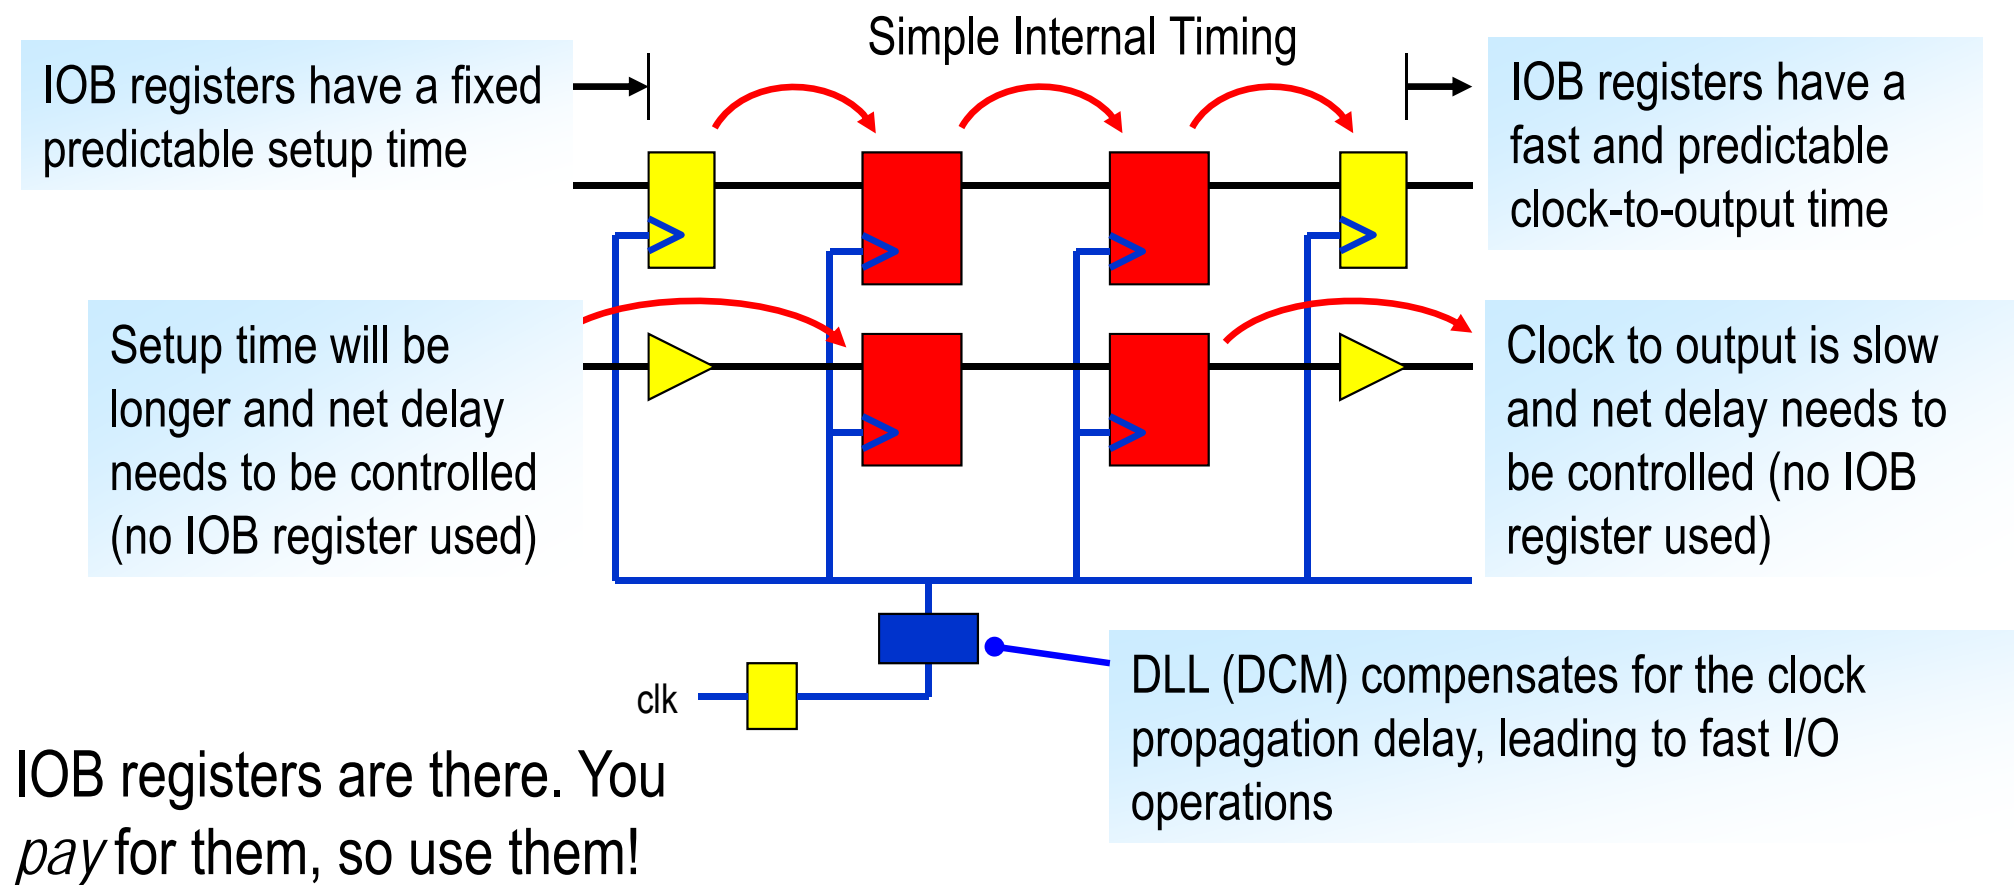 Simple Internal Timing
IOB registers have a fixed
predictable setup time
IOB registers have a
fast and predictable
clock-to-output time
Setup time will be
longer and net delay
needs to be controlled
(no IOB register used)
Clock to output is slow
and net delay needs to
be controlled (no IOB
register used)
clk
DLL (DCM) compensates for the clock
propagation delay, leading to fast I/O
operations
IOB registers are there. You
pay for them, so use them!